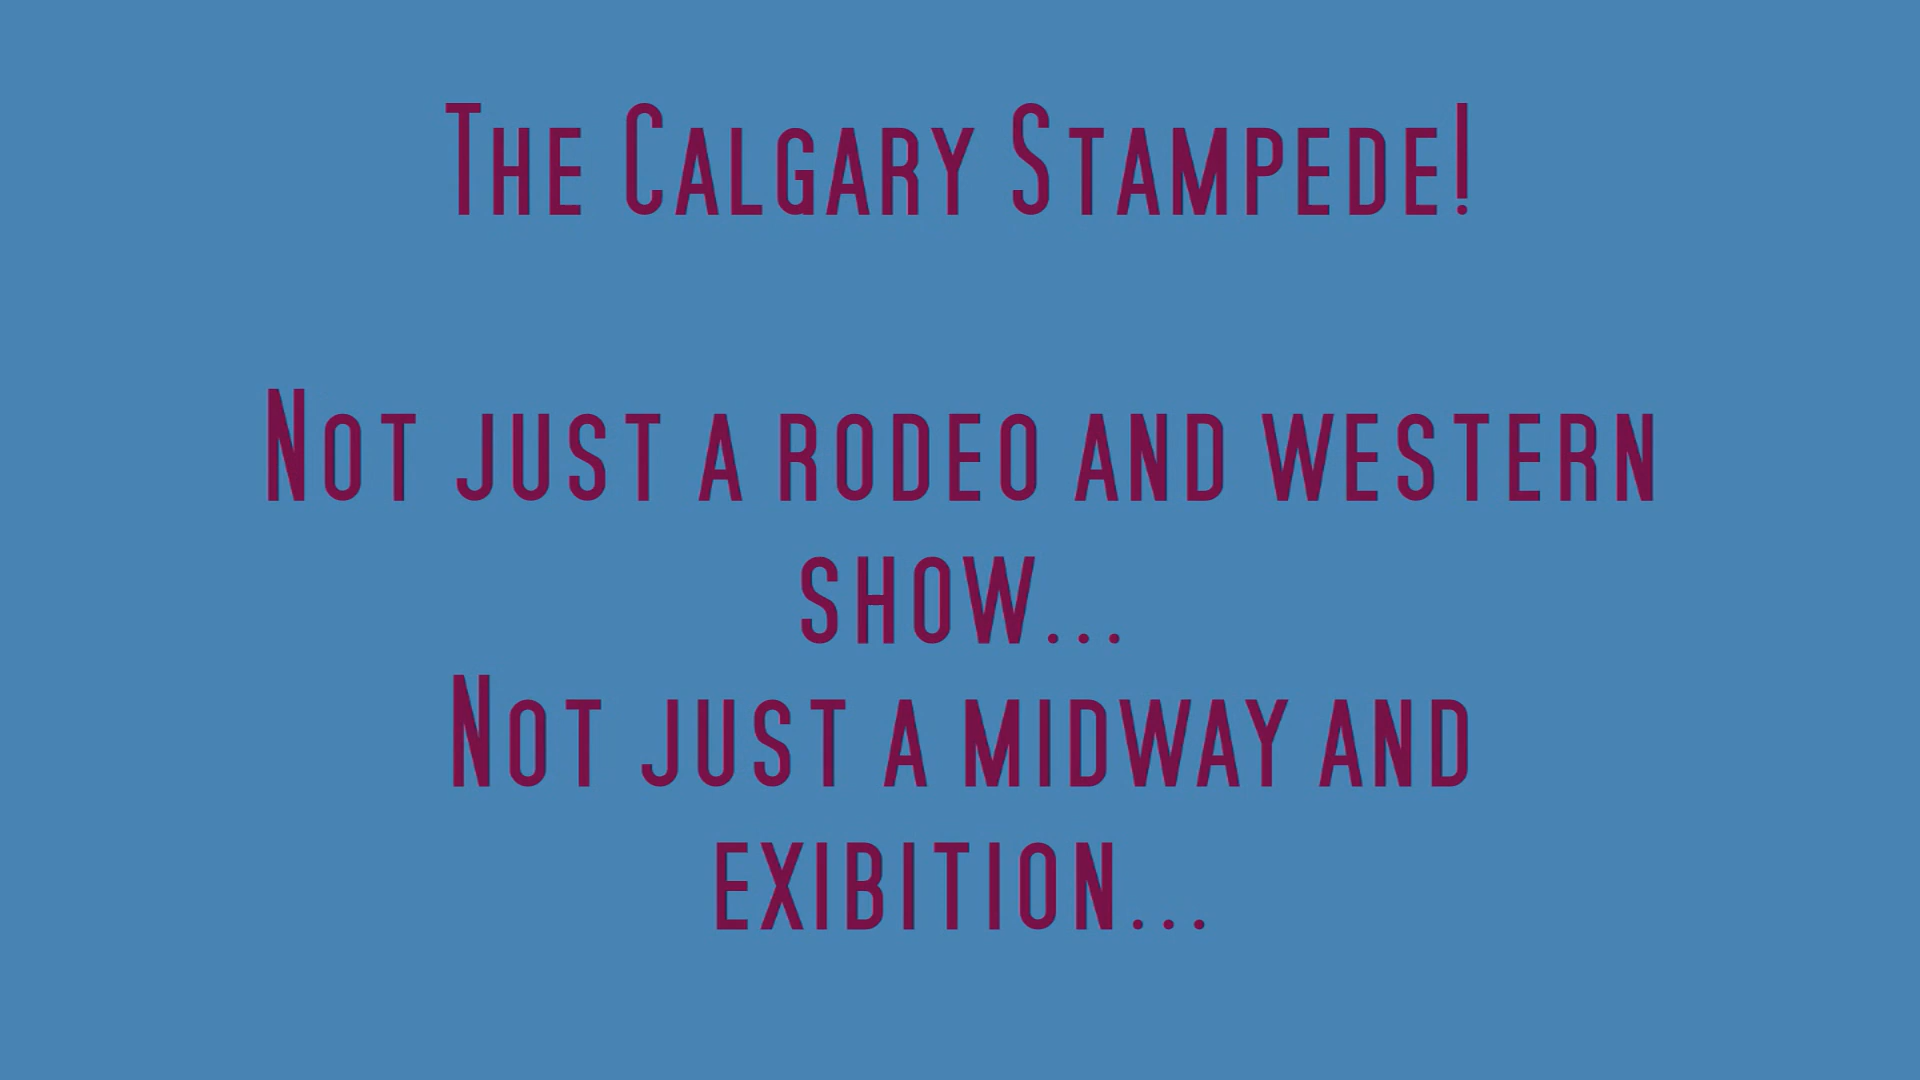 The Calgary Stampede!
Not just a rodeo and western
show...
Not just a midway and
exibition...